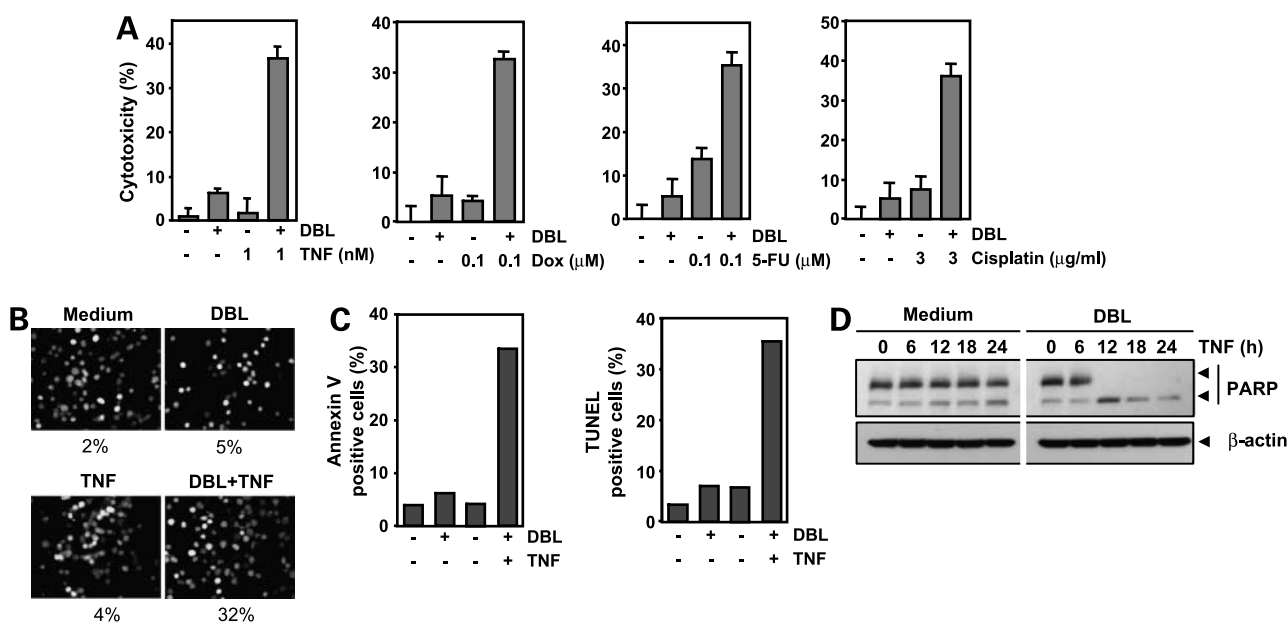 A
Cytotoxicity (%)
40
30
20
10
0
- + - + DBL
- - 1 1 TNF (nM)
40
30
20
10
0
- + - + DBL
- - 0.1 0.1 Dox (μM)
40
30
20
10
0
- + - + DBL
- - 0.1 0.1 5-FU (μM)
50
40
30
20
10
0
- + - + DBL
- - 3 3 Cisplatin (μg/ml)
B
Medium DBL
2% 5%
TNF DBL+TNF
4% 32%
C
Annexin V
positive cells (%)
40
30
20
10
0
- + - + DBL
- - - + TNF
TUNEL
positive cells (%)
40
30
20
10
0
- + - + DBL
- - - + TNF
D
Medium DBL
0 6 12 18 24 0 6 12 18 24 TNF (h)
PARP
β-actin